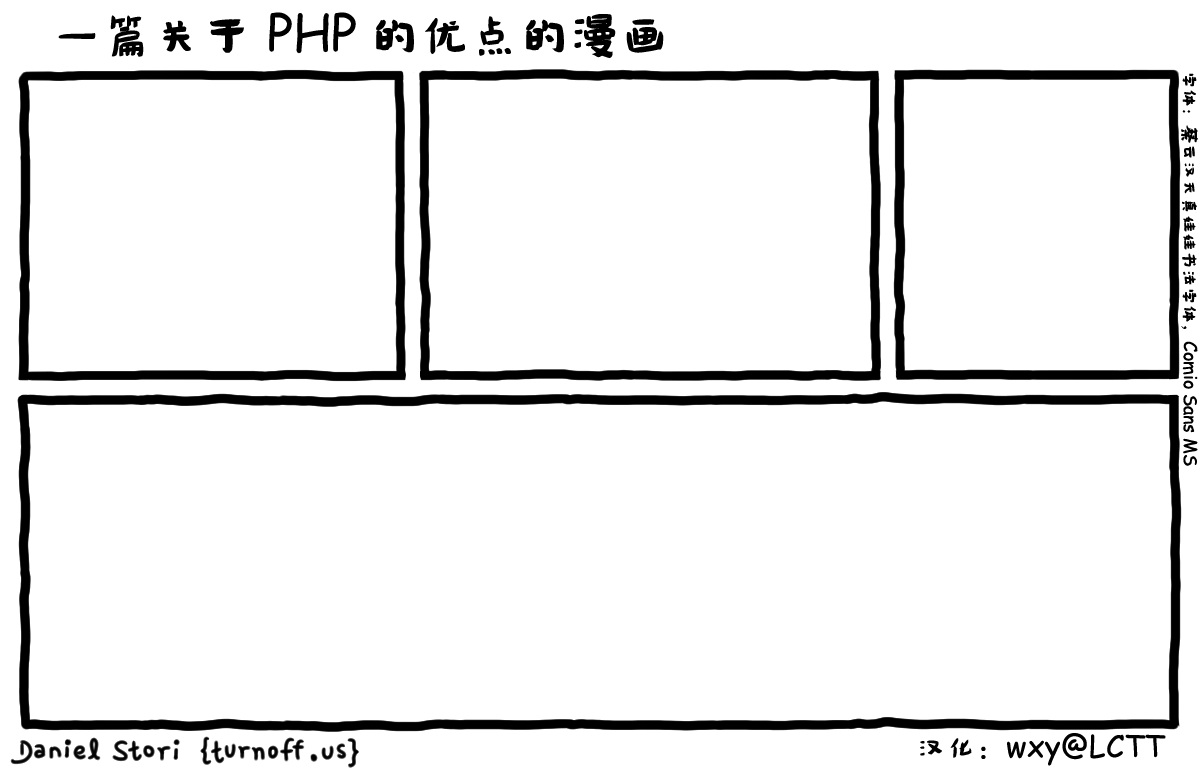 一篇关于 PHP 的优点的漫画
字体：蔡云汉天真娃娃书法字体，Comio Sans MS
Daniel Stori {turnoff.us}
汉化：wxy@LCTT